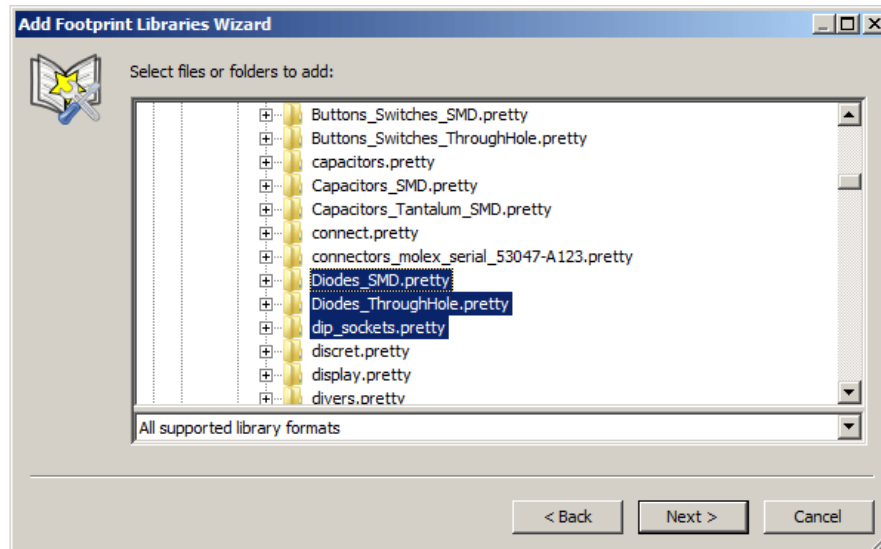 Add Footprint Libraries Wizard
Select files or folders to add:
Buttons_Switches_SMD.pretty
Buttons_Switches_ThroughHole.pretty
capacitors.pretty
Capacitors_SMD.pretty
Capacitors_Tantalum_SMD.pretty
connect.pretty
connectors_molex_serial_53047-A123.pretty
Diodes_SMD.pretty
Diodes_ThroughHole.pretty
dip_sockets.pretty
discret.pretty
display.pretty
divers.pretty
All supported library formats
< Back Next > Cancel